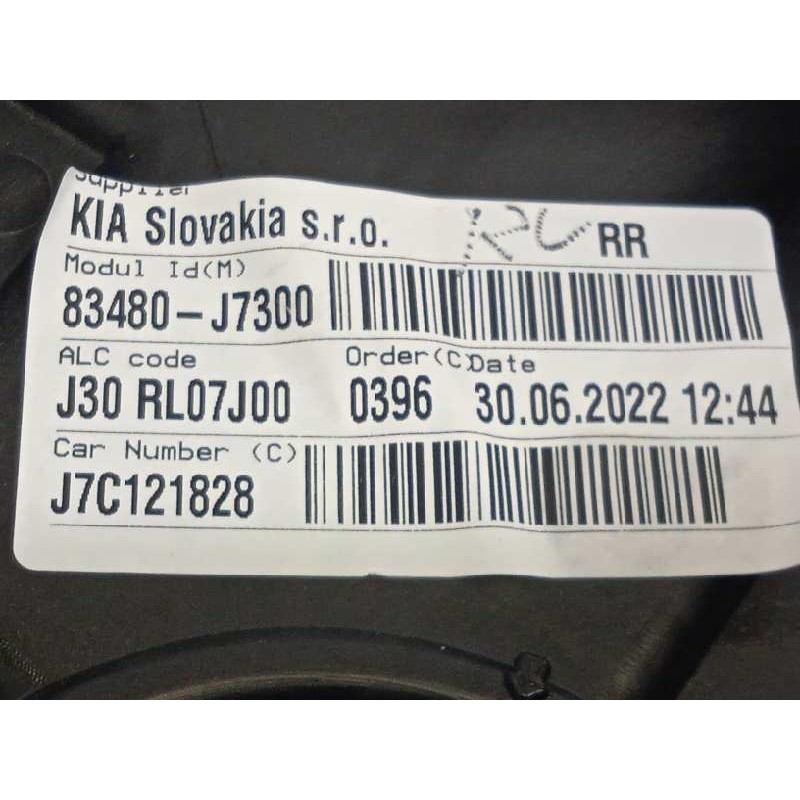 Supplier
KIA Slovakia s.r.o. RR
Modul Id(M)
83480-J7300
ALC code Order(C) Date
J30 RL07J00 0396 30.06.2022 12:44
Car Number (C)
J7C121828